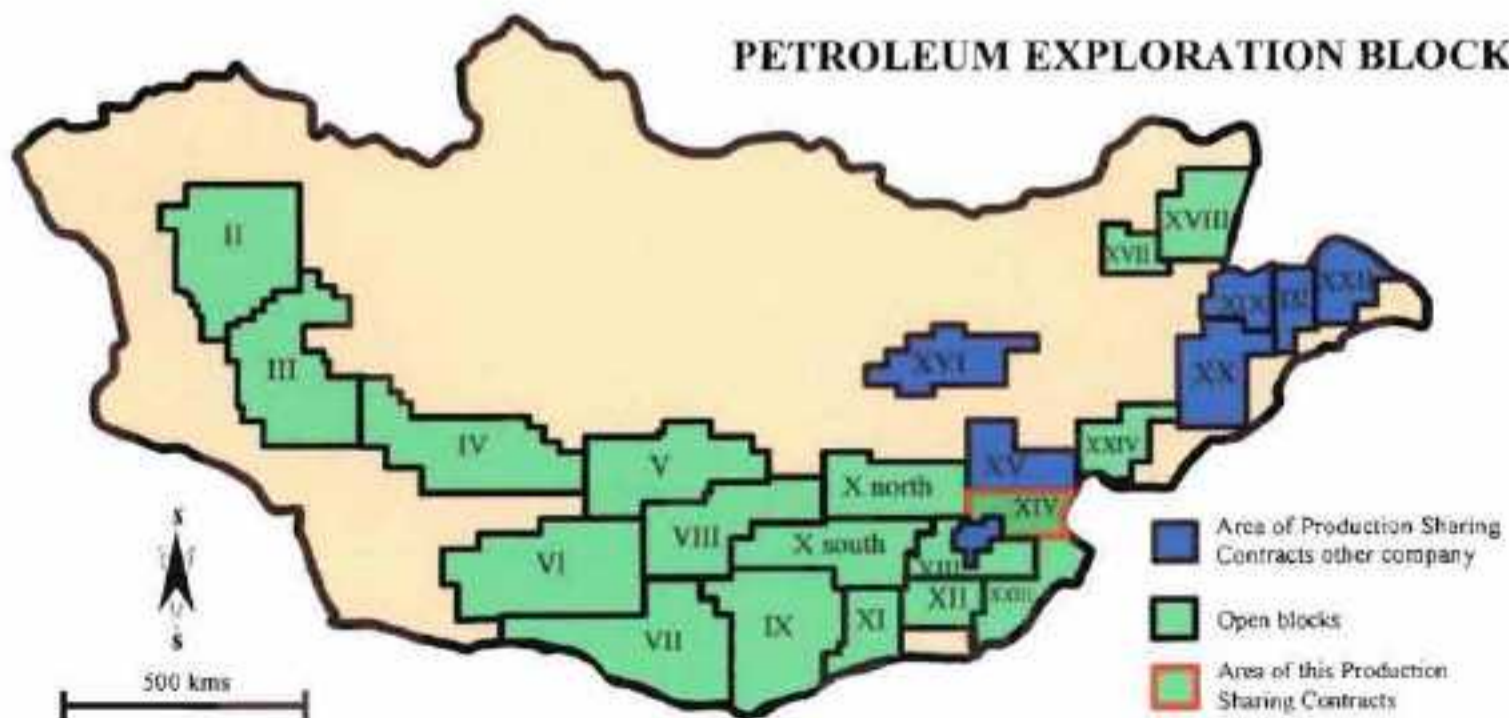 PETROLEUM EXPLORATION BLOCK
II
XVIII
XVII
XXII
XIX
III
XVI
XX
IV
V
XV
XXIV
X north
XIV
VIII
X south
VI
XIII
XII
VII
IX
XI
S
S
500 kms
Area of Production Sharing
Contracts other company
Open blocks
Area of this Production
Sharing Contracts